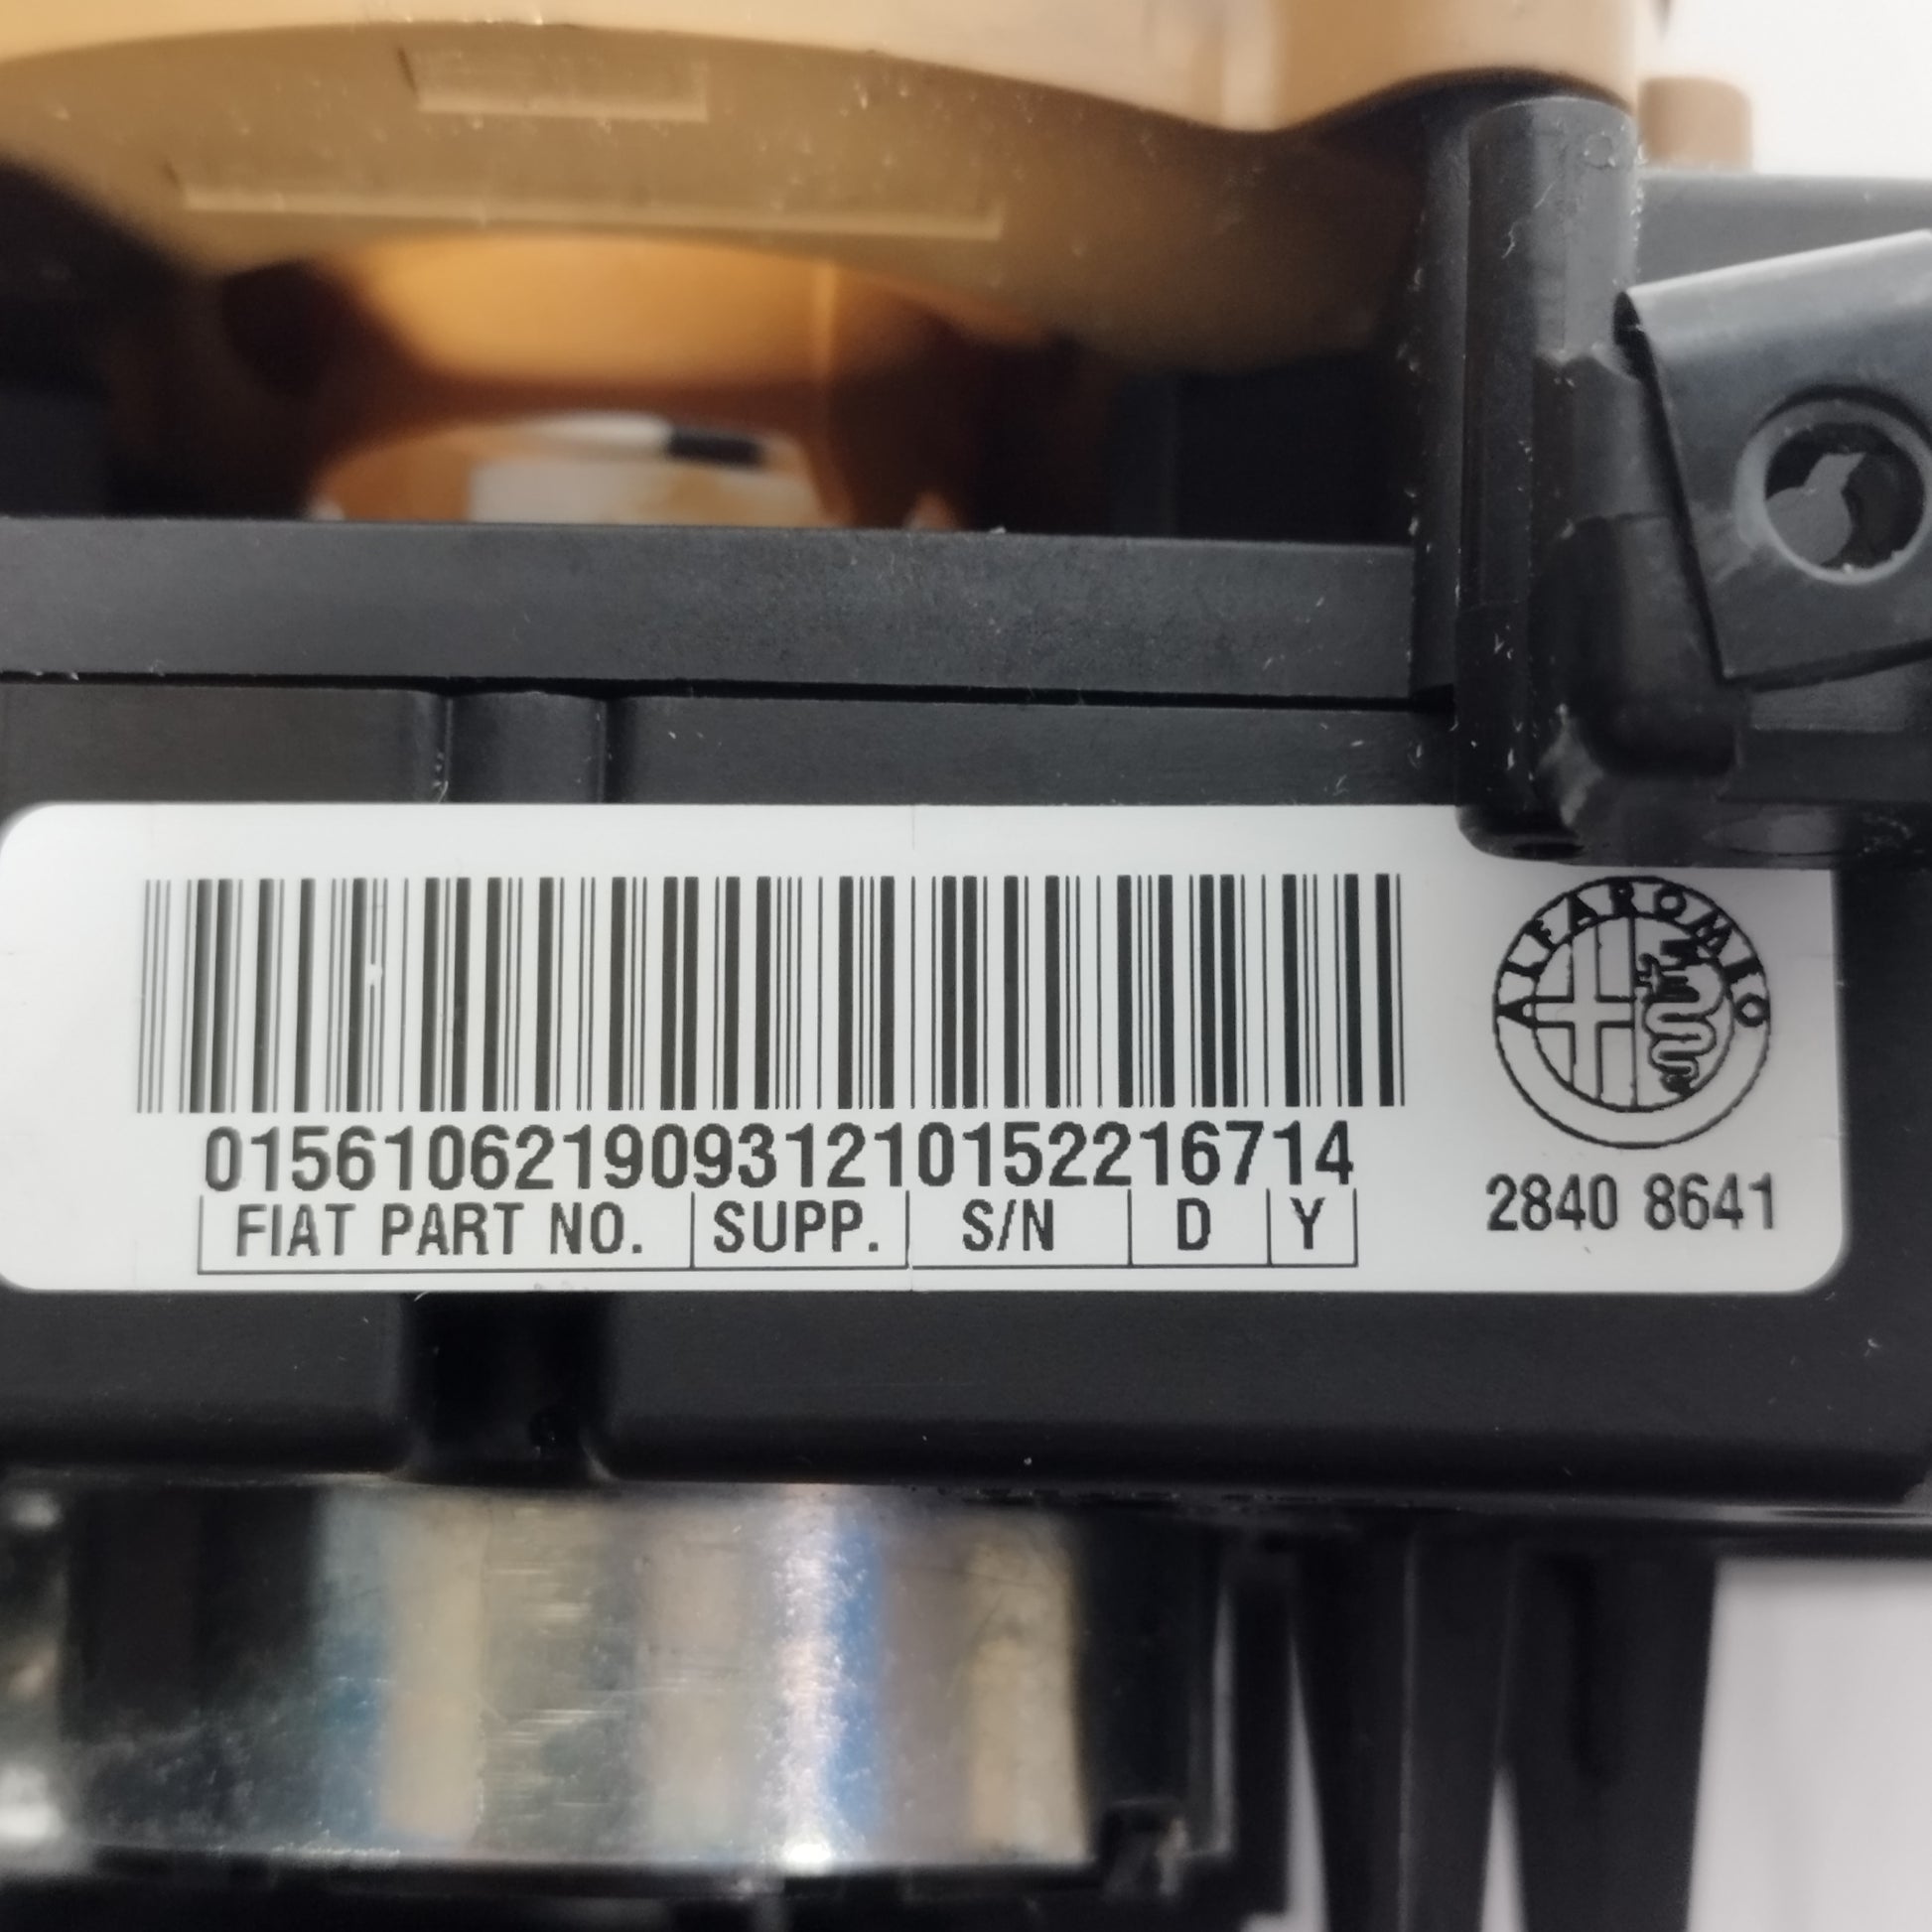 ALFA ROMEO
01561062190931210152216714
FIAT PART NO. SUPP. S/N D Y
2840 8641